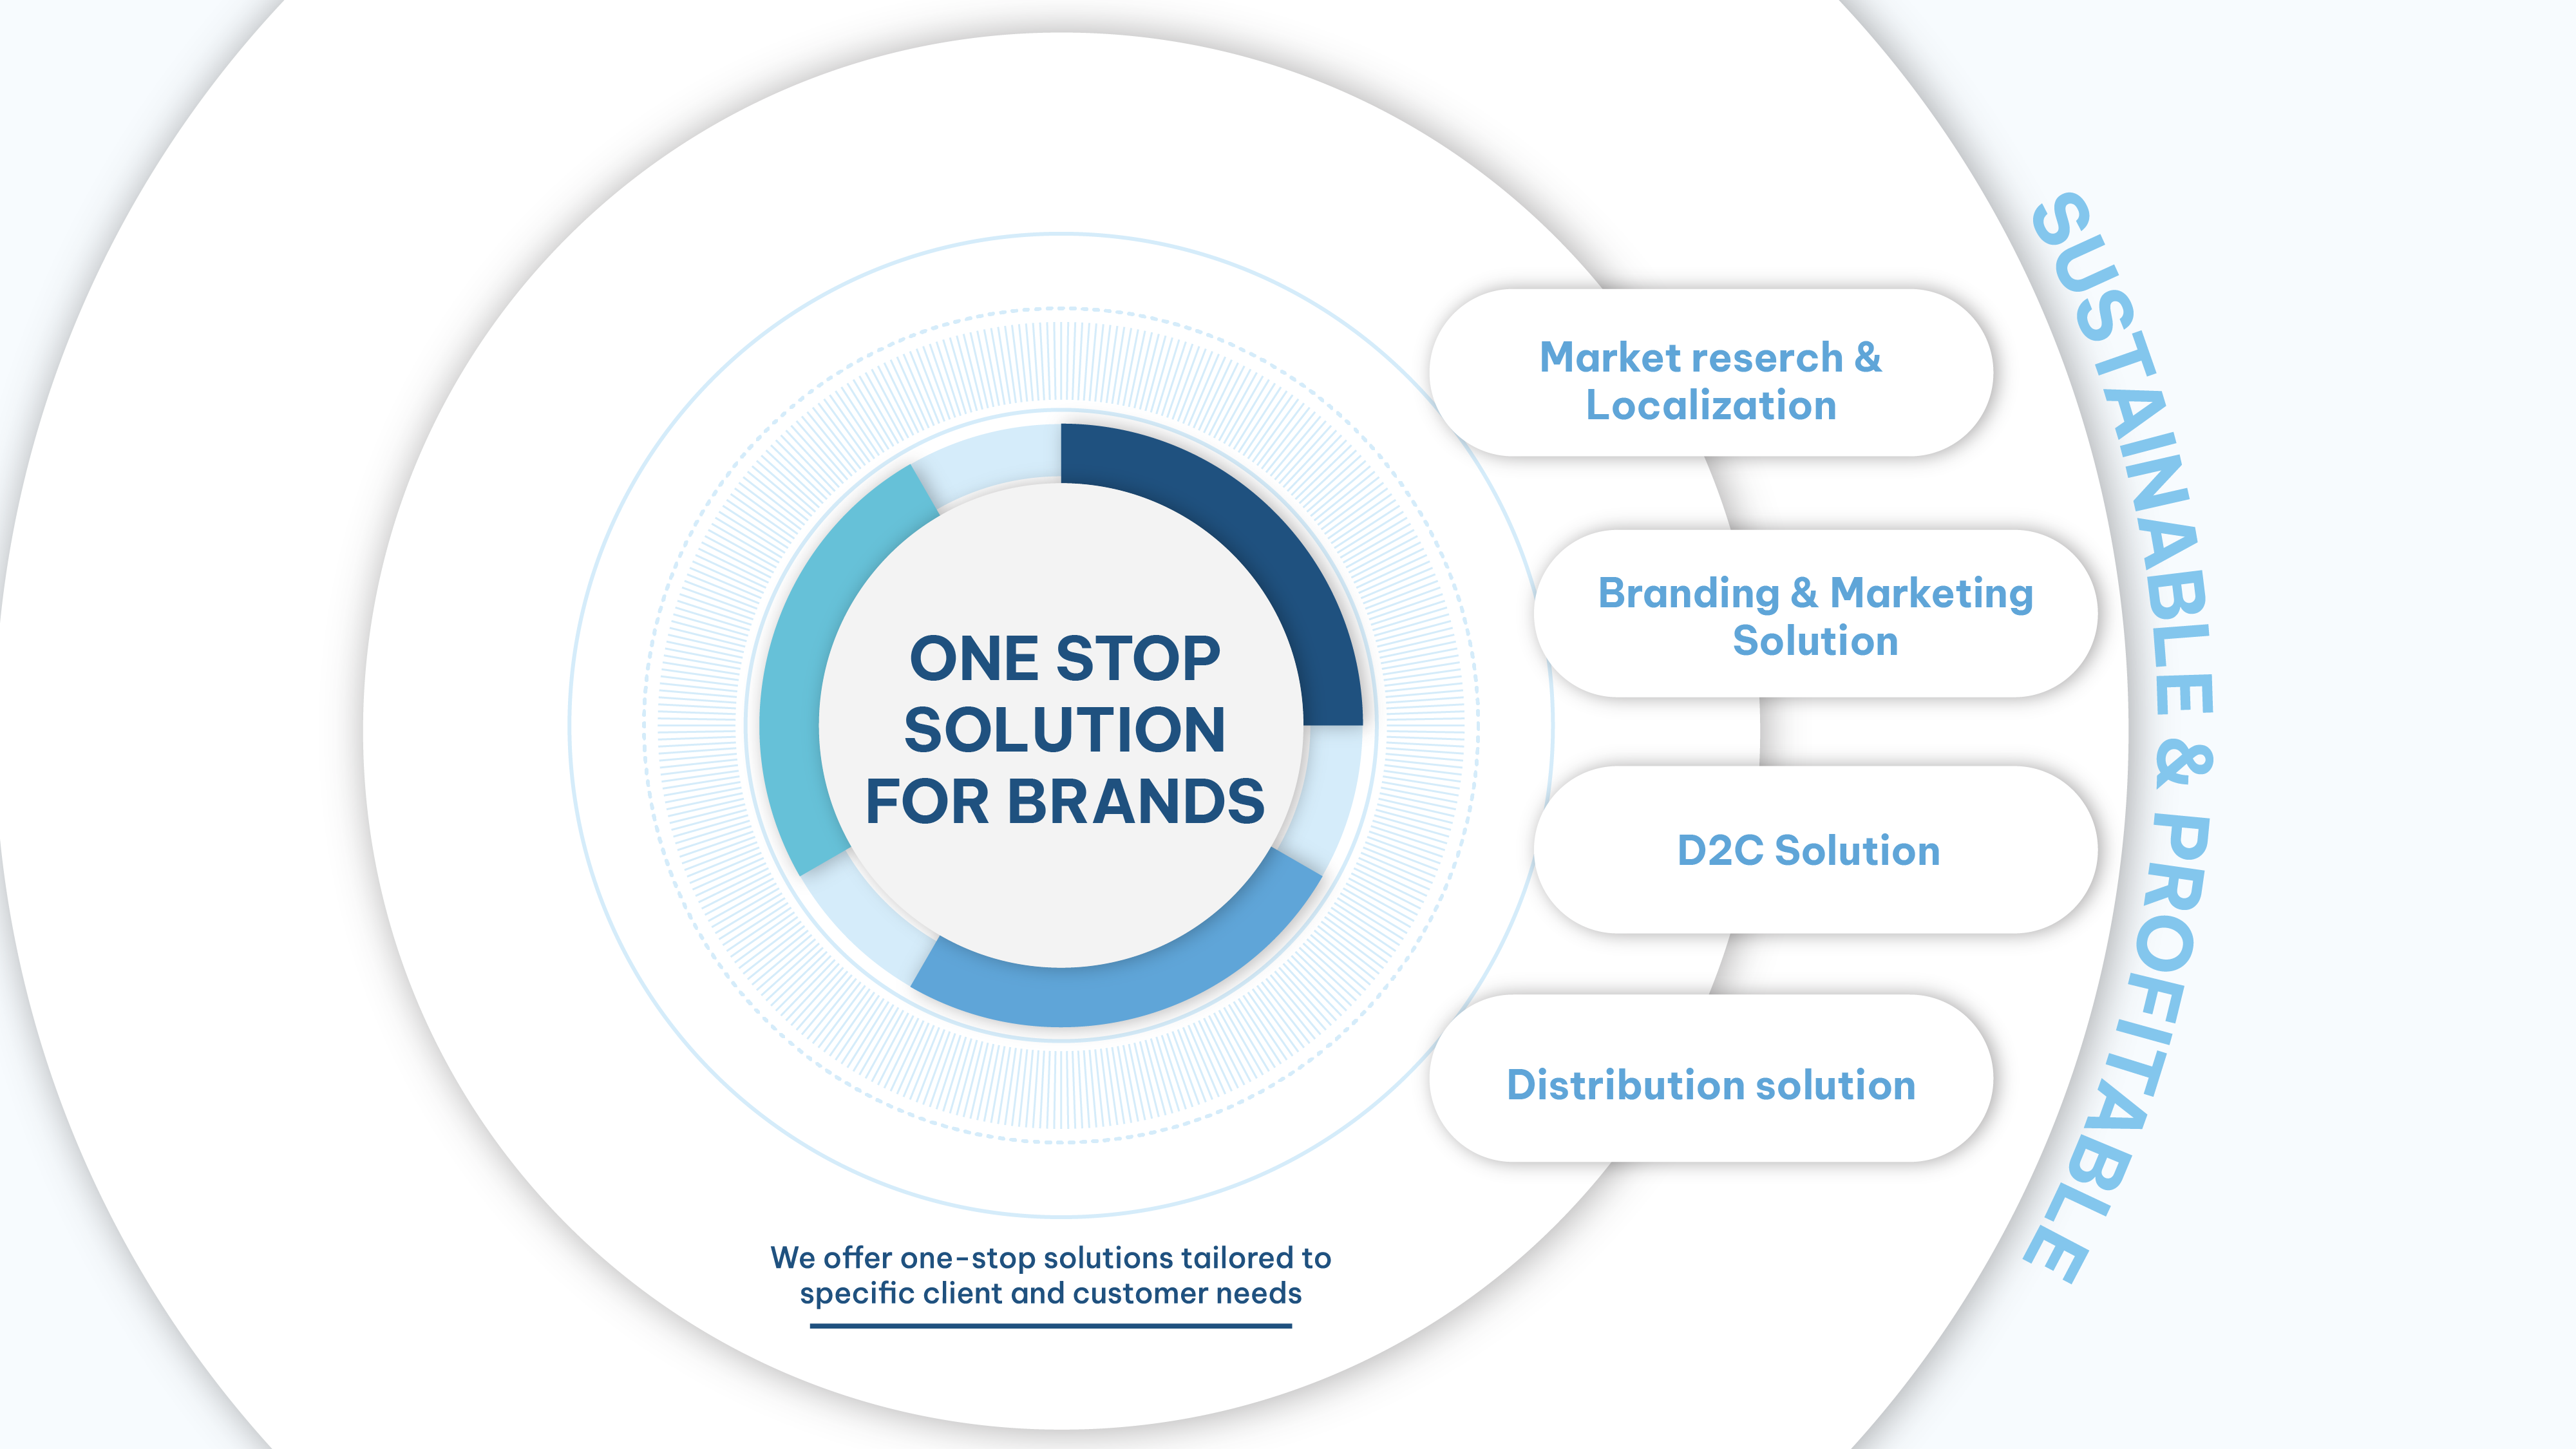 ONE STOP
SOLUTION
FOR BRANDS
Market reserch &
Localization
Branding & Marketing
Solution
D2C Solution
Distribution solution
SUSTAINABLE & PROFITABLE
We offer one-stop solutions tailored to
specific client and customer needs